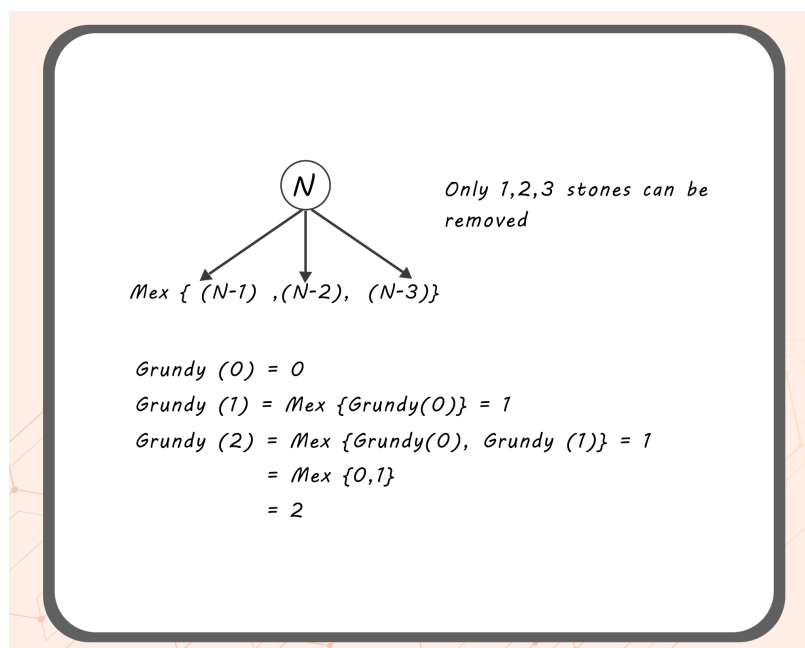 N
Only 1,2,3 stones can be
removed
Mex { (N-1) ,(N-2), (N-3)}
Grundy (0) = 0
Grundy (1) = Mex {Grundy(0)} = 1
Grundy (2) = Mex {Grundy(0), Grundy (1)} = 1
= Mex {0,1}
= 2